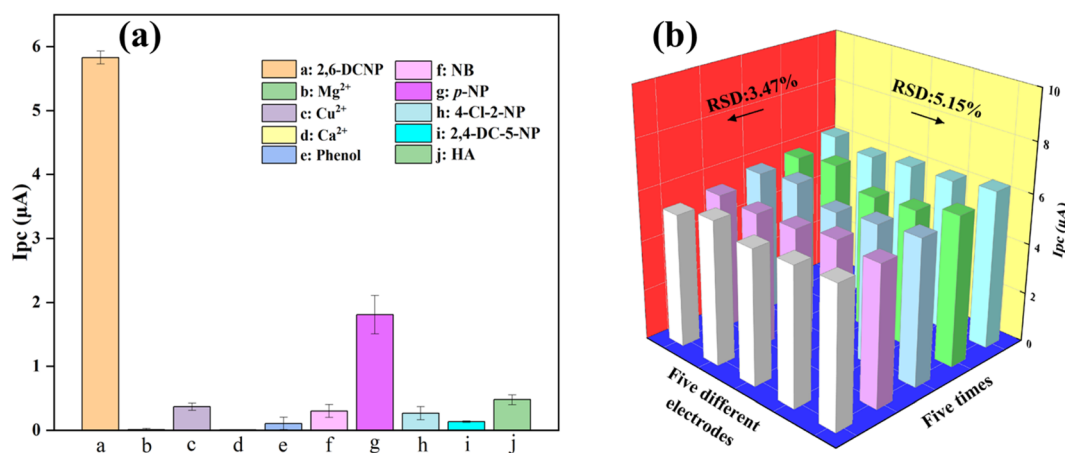 (a)
Ipc (μA)
6
5
4
3
2
1
0
a: 2,6-DCNP
b: Mg²⁺
c: Cu²⁺
d: Ca²⁺
e: Phenol
f: NB
g: p-NP
h: 4-Cl-2-NP
i: 2,4-DC-5-NP
j: HA
a b c d e f g h i j
(b)
RSD:3.47%
RSD:5.15%
10
8
6
4
2
0
Ipc (μA)
Five different
electrodes
Five times